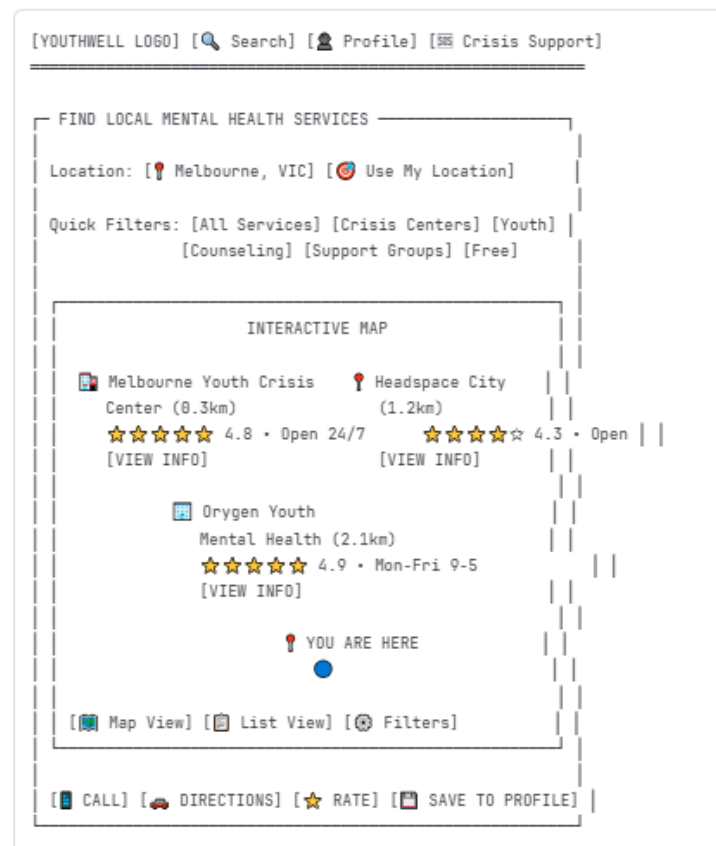 [YOUTHWELL LOGO] [🔍 Search] [👤 Profile] [🆘 Crisis Support]
FIND LOCAL MENTAL HEALTH SERVICES
Location: [📍 Melbourne, VIC] [🎯 Use My Location]
Quick Filters: [All Services] [Crisis Centers] [Youth]
[Counseling] [Support Groups] [Free]
INTERACTIVE MAP
🏥 Melbourne Youth Crisis 📍 Headspace City
Center (0.3km) (1.2km)
⭐⭐⭐⭐⭐ 4.8 • Open 24/7 ⭐⭐⭐⭐☆ 4.3 • Open
[VIEW INFO] [VIEW INFO]
🏢 Orygen Youth
Mental Health (2.1km)
⭐⭐⭐⭐⭐ 4.9 • Mon-Fri 9-5
[VIEW INFO]
📍 YOU ARE HERE
🔵
[🗺️ Map View] [📋 List View] [⚙️ Filters]
[📱 CALL] [🚗 DIRECTIONS] [⭐ RATE] [💾 SAVE TO PROFILE]